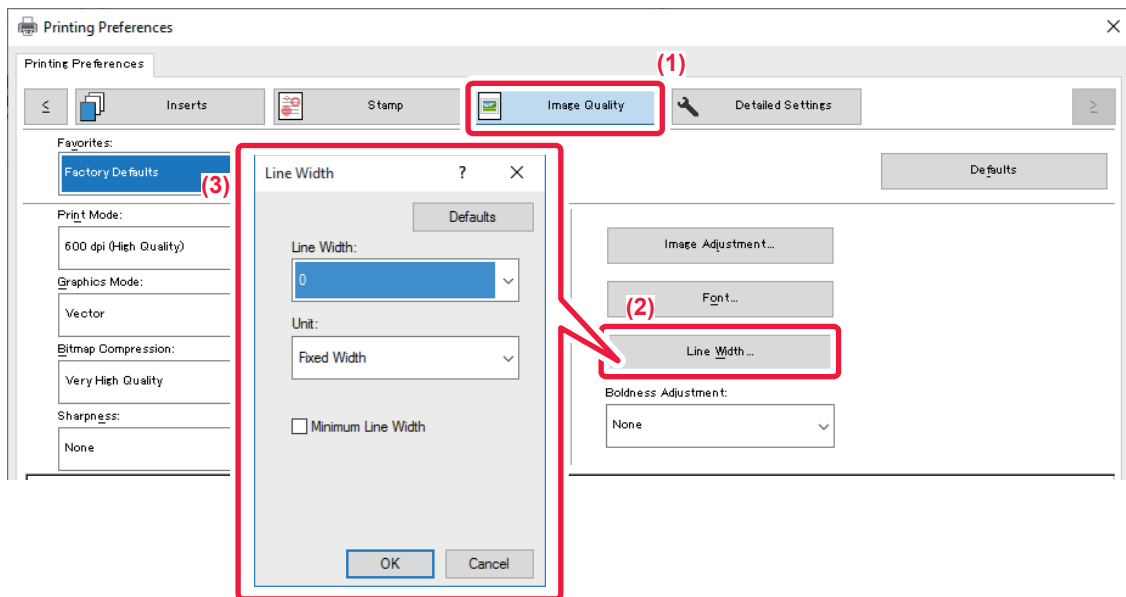 Printing Preferences
Printing Preferences
(1)
Inserts
Stamp
Image Quality
Detailed Settings
Favorites:
Factory Defaults
Defaults
(3)
Line Width
?
Defaults
Line Width:
0
Unit:
Fixed Width
Minimum Line Width
OK
Cancel
Print Mode:
600 dpi (High Quality)
Graphics Mode:
Vector
Bitmap Compression:
Very High Quality
Sharpness:
None
Image Adjustment...
Font...
(2)
Line Width...
Boldness Adjustment:
None